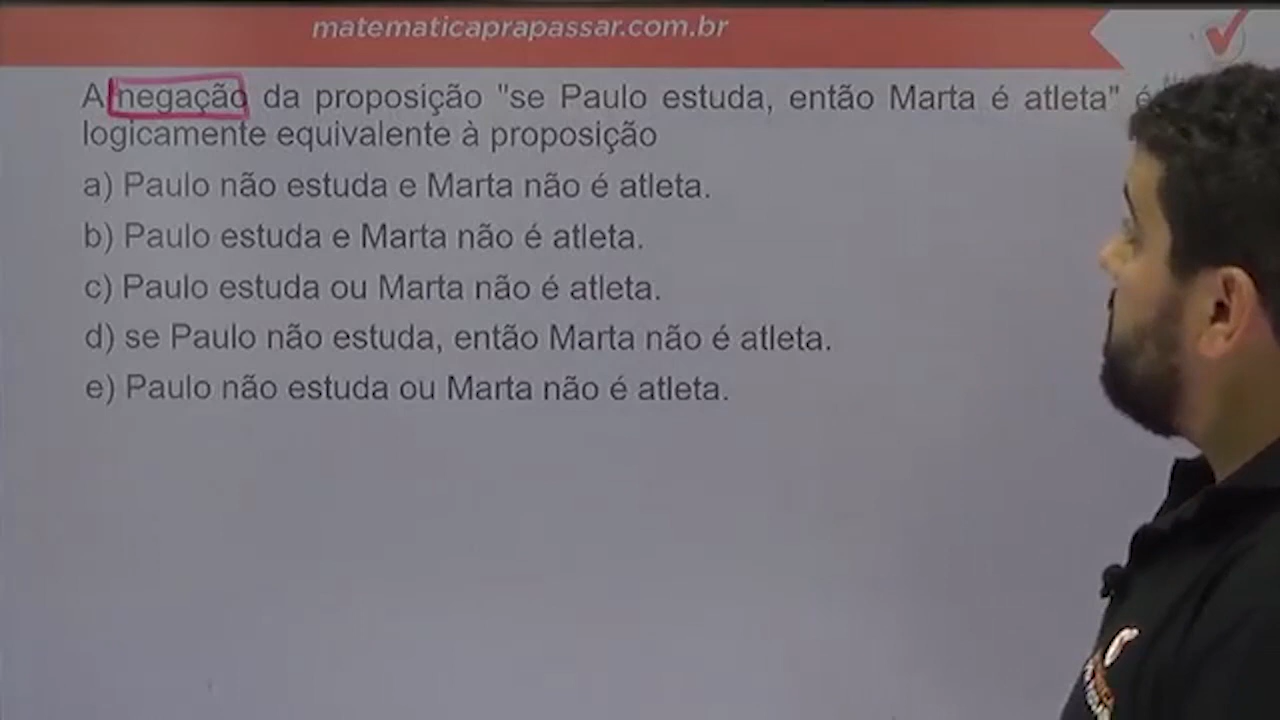 matematicaprapassar.com.br
A negação da proposição "se Paulo estuda, então Marta é atleta" é
logicamente equivalente à proposição
a) Paulo não estuda e Marta não é atleta.
b) Paulo estuda e Marta não é atleta.
c) Paulo estuda ou Marta não é atleta.
d) se Paulo não estuda, então Marta não é atleta.
e) Paulo não estuda ou Marta não é atleta.